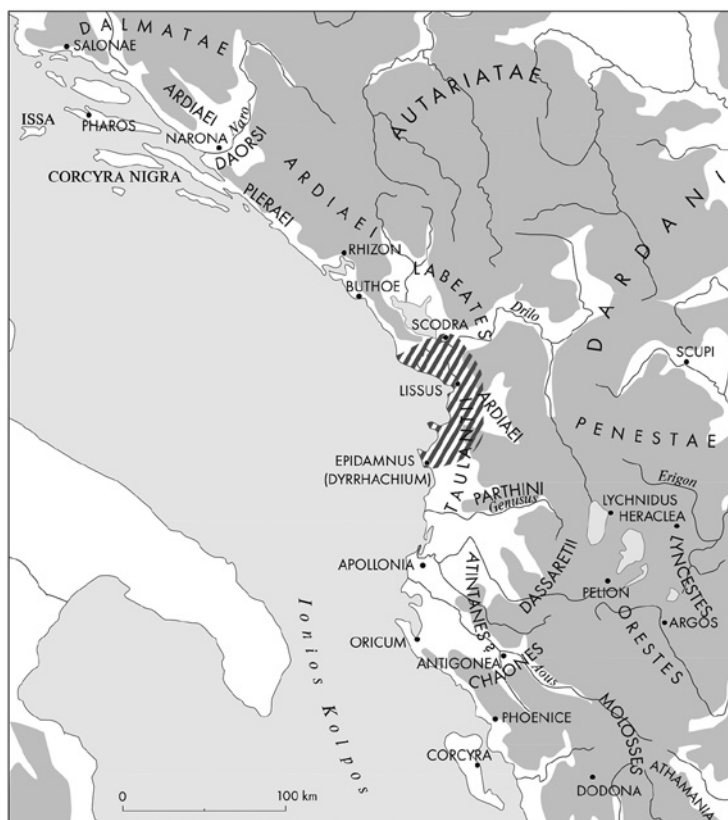 DALMATAE
SALONAE
ARDIAEI
ISSA
PHAROS
NARONA
Naro
DAORSI
CORCYRA NIGRA
PLERAEI
ARDIAEI
AUTARIATAE
DARDANI
RHIZON
LABEATES
BUTHOE
Drilo
SCODRA
SCUPI
LISSUS
ARDIAEI
TAULANTII
PENESTAE
EPIDAMNUS
(DYRRHACHIUM)
Erigon
PARTHINI
Genusus
LYCHNIDUS
HERACLEA
LYNCESTES
APOLLONIA
ATINTANES ?
DASSARETII
PELION
ORESTES
ARGOS
Ionios Kolpos
ORICUM
ANTIGONEA
CHAONES
Aous
MOLOSSES
PHOENICE
CORCYRA
ATHAMANIA
DODONA
0 100 km